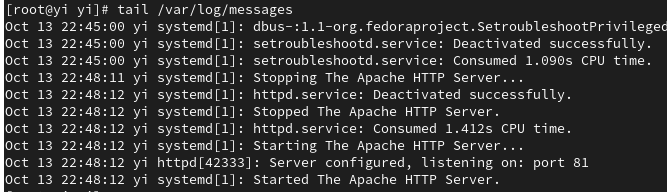 [root@yi yi]# tail /var/log/messages
Oct 13 22:45:00 yi systemd[1]: dbus-:1.1-org.fedoraproject.SetroubleshootPrivileged
Oct 13 22:45:00 yi systemd[1]: setroubleshootd.service: Deactivated successfully.
Oct 13 22:45:00 yi systemd[1]: setroubleshootd.service: Consumed 1.090s CPU time.
Oct 13 22:48:11 yi systemd[1]: Stopping The Apache HTTP Server...
Oct 13 22:48:12 yi systemd[1]: httpd.service: Deactivated successfully.
Oct 13 22:48:12 yi systemd[1]: Stopped The Apache HTTP Server.
Oct 13 22:48:12 yi systemd[1]: httpd.service: Consumed 1.412s CPU time.
Oct 13 22:48:12 yi systemd[1]: Starting The Apache HTTP Server...
Oct 13 22:48:12 yi httpd[42333]: Server configured, listening on: port 81
Oct 13 22:48:12 yi systemd[1]: Started The Apache HTTP Server.